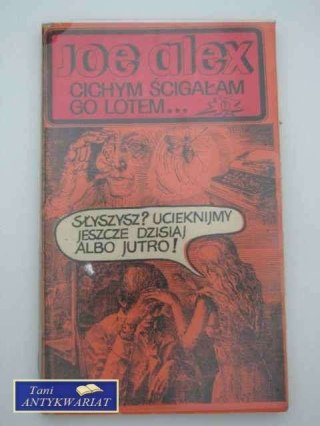 JOE alex
CICHYM ŚCIGAŁAM
GO LOTEM...
SŁYSZYSZ? UCIEKNIJMY
JESZCZE DZISIAJ
ALBO JUTRO!
Tani
ANTYKWARIAT